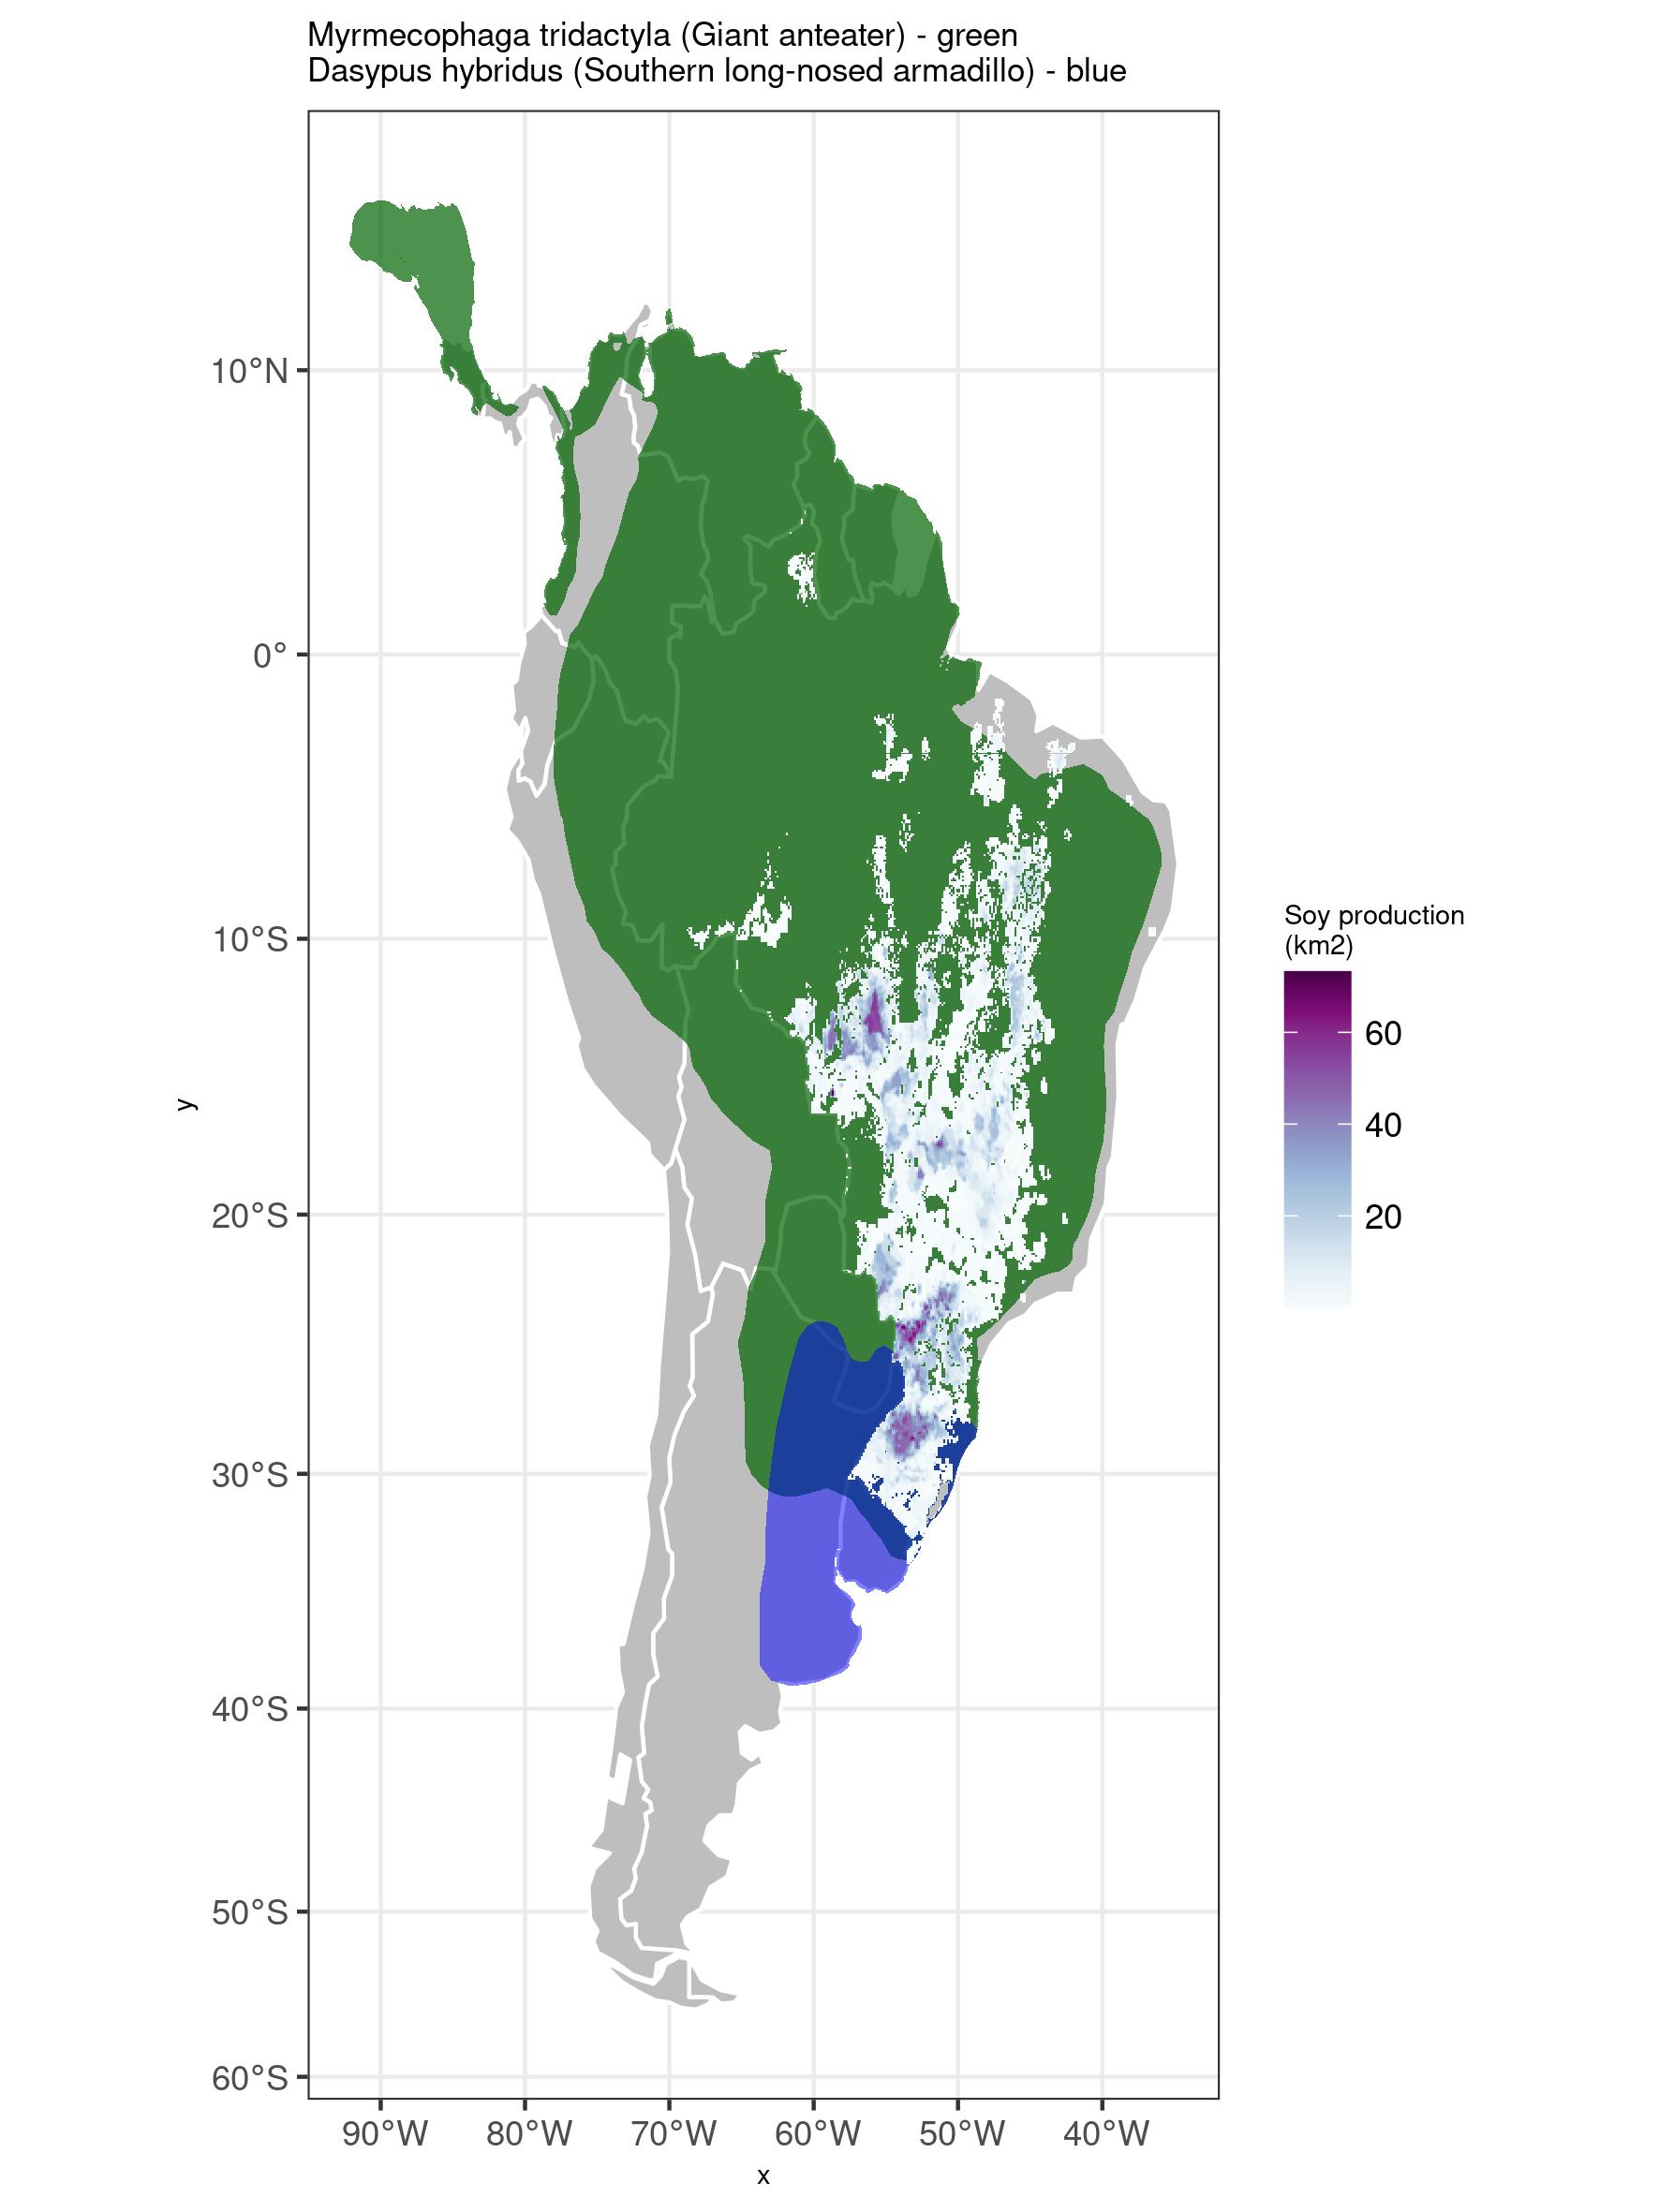 Myrmecophaga tridactyla (Giant anteater) - green
Dasypus hybridus (Southern long-nosed armadillo) - blue
10°N
0°
10°S
20°S
30°S
40°S
50°S
60°S
y
90°W
80°W
70°W
60°W
50°W
40°W
x
Soy production
(km2)
60
40
20